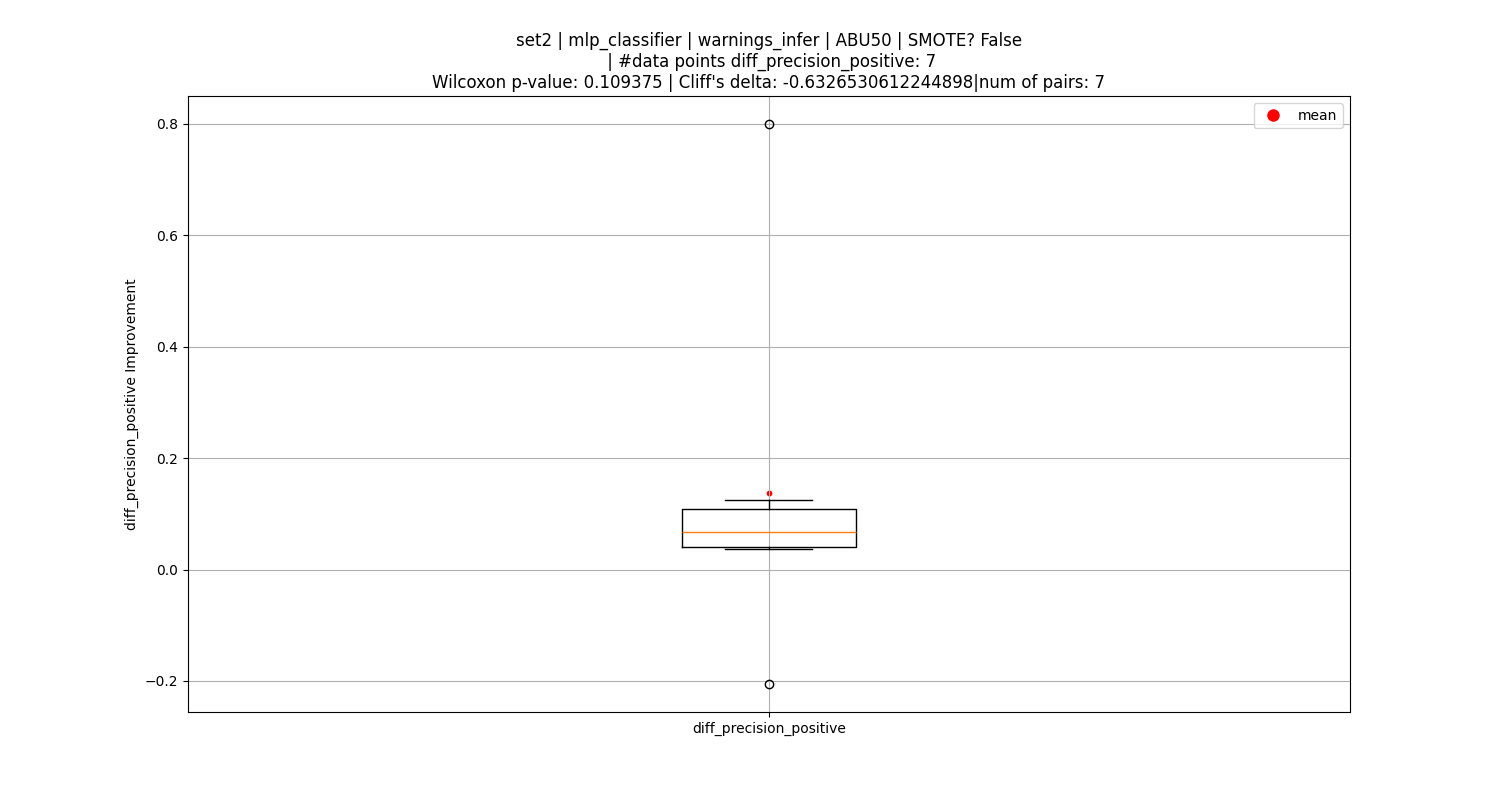 set2 | mlp_classifier | warnings_infer | ABU50 | SMOTE? False
| #data points diff_precision_positive: 7
Wilcoxon p-value: 0.109375 | Cliff's delta: -0.6326530612244898|num of pairs: 7
mean
0.8
0.6
0.4
0.2
0.0
−0.2
diff_precision_positive Improvement
diff_precision_positive